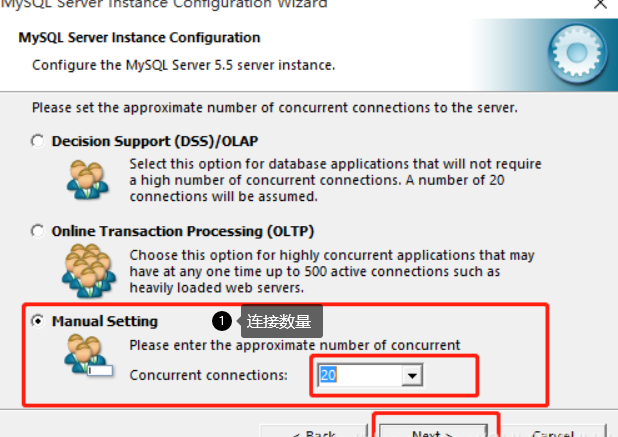 MySQL Server Instance Configuration Wizard
MySQL Server Instance Configuration
Configure the MySQL Server 5.5 server instance.
Please set the approximate number of concurrent connections to the server.
Decision Support (DSS)/OLAP
Select this option for database applications that will not require
a high number of concurrent connections. A number of 20
connections will be assumed.
Online Transaction Processing (OLTP)
Choose this option for highly concurrent applications that may
have at any one time up to 500 active connections such as
heavily loaded web servers.
Manual Setting
1 连接数量
Please enter the approximate number of concurrent
Concurrent connections: 20
< Back Next > Cancel